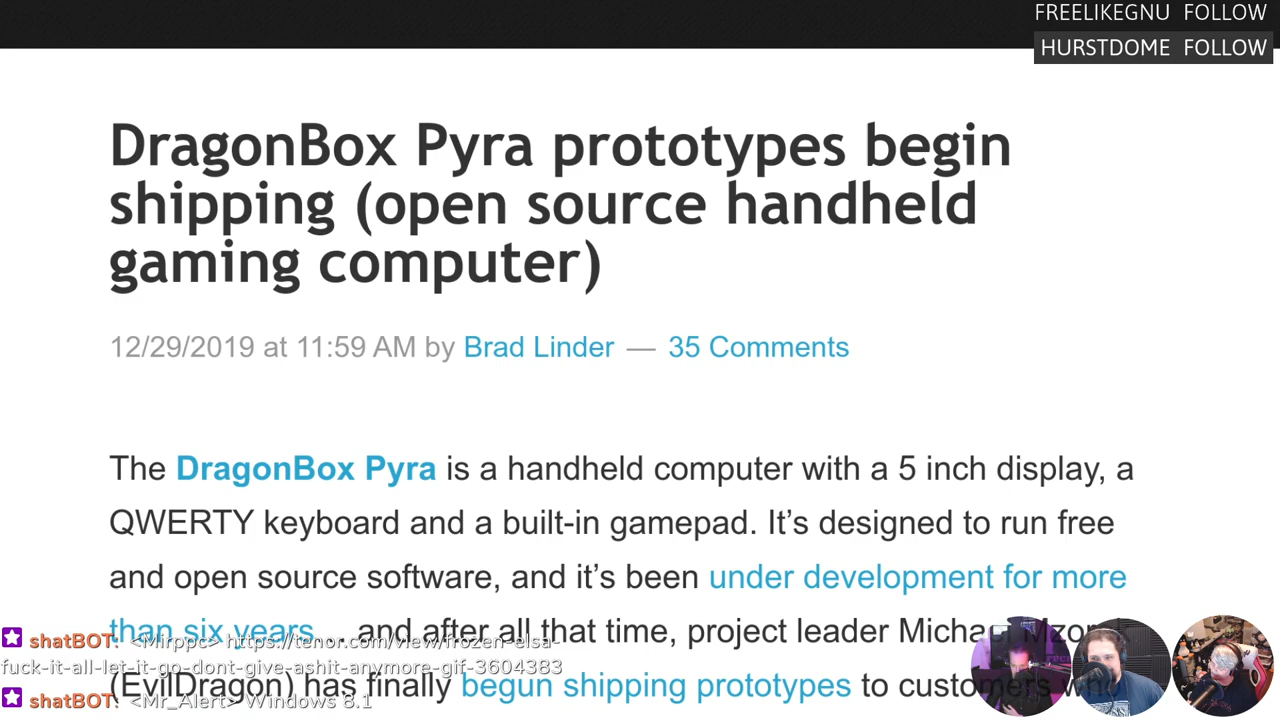 FREELIKEGNU FOLLOW
HURSTDOME FOLLOW
DragonBox Pyra prototypes begin
shipping (open source handheld
gaming computer)
12/29/2019 at 11:59 AM by Brad Linder — 35 Comments
The DragonBox Pyra is a handheld computer with a 5 inch display, a
QWERTY keyboard and a built-in gamepad. It's designed to run free
and open source software, and it's been under development for more
than six years... and after all that time, project leader Michael
(EvilDragon) has finally begun shipping prototypes to customers who
shatBOT: <Mirppc> https://tenor.com/view/frozen-elsa-
fuck-it-all-let-it-go-dont-give-ashit-anymore-gif-3604383
shatBOT: <Mr_Alert> Windows 8.1